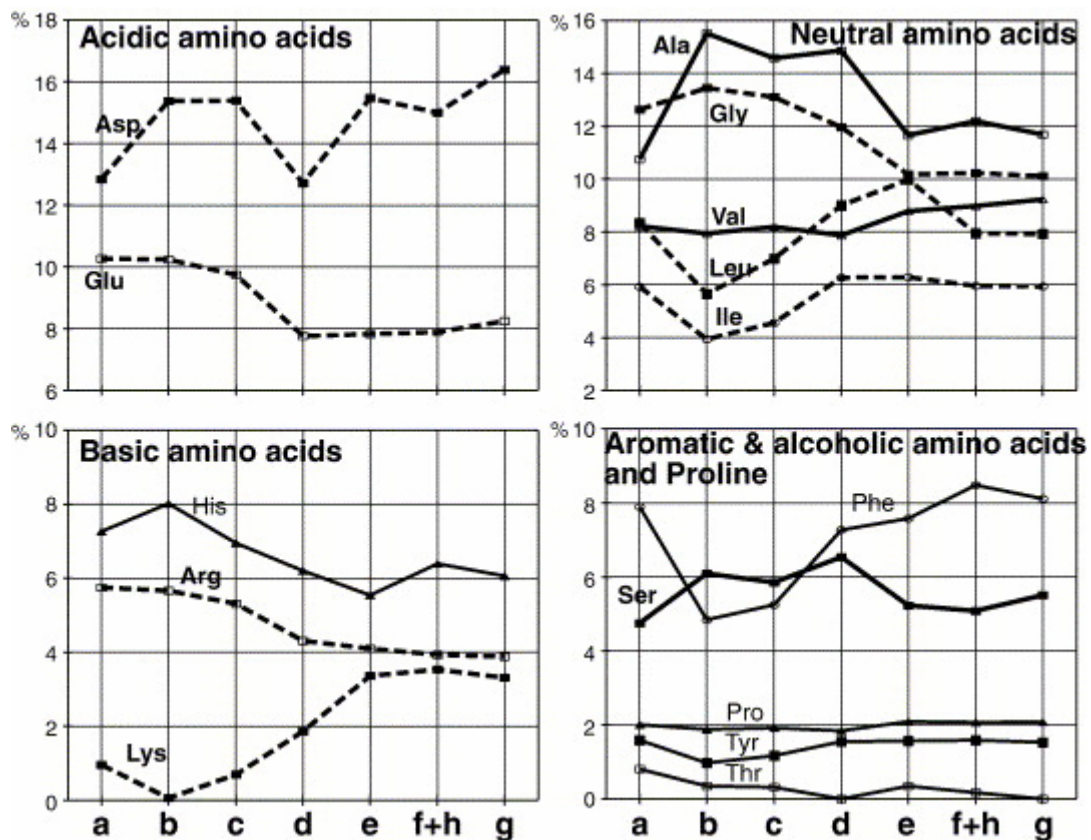 % 18
Acidic amino acids
16
Asp
14
12
10
Glu
8
6
% 16
Ala
Neutral amino acids
14
Gly
12
10
8
Val
Leu
6
Ile
4
2
% 10
Basic amino acids
8
His
6
Arg
4
2
Lys
0
a b c d e f+h g
% 10
Aromatic & alcoholic amino acids
and Proline
8
Phe
6
Ser
4
2
Pro
Tyr
Thr
0
a b c d e f+h g